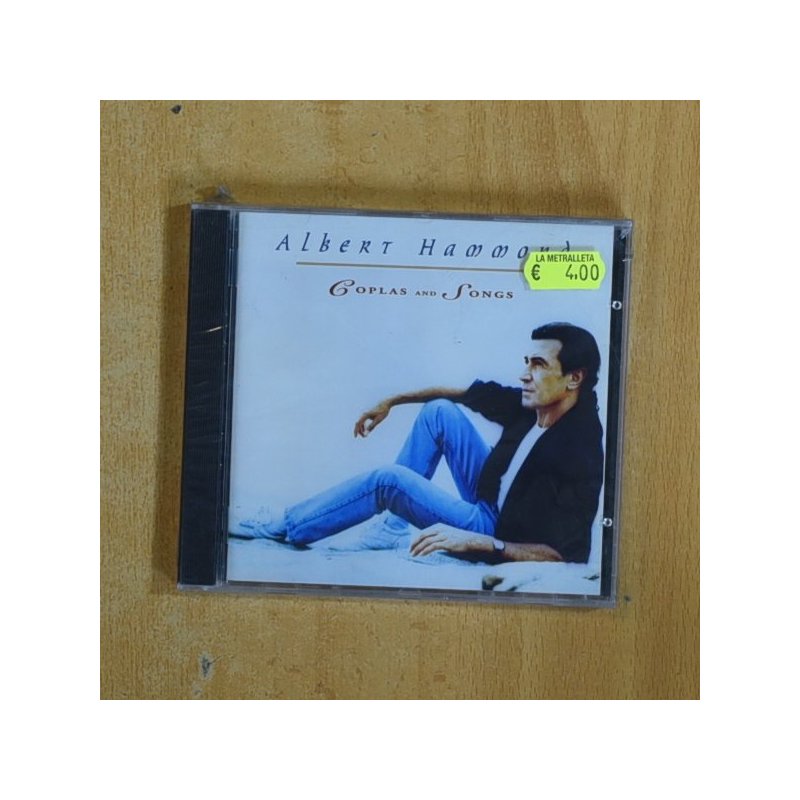 Albert Hammond
LA METRALLETA
€ 4,00
Coplas and Songs